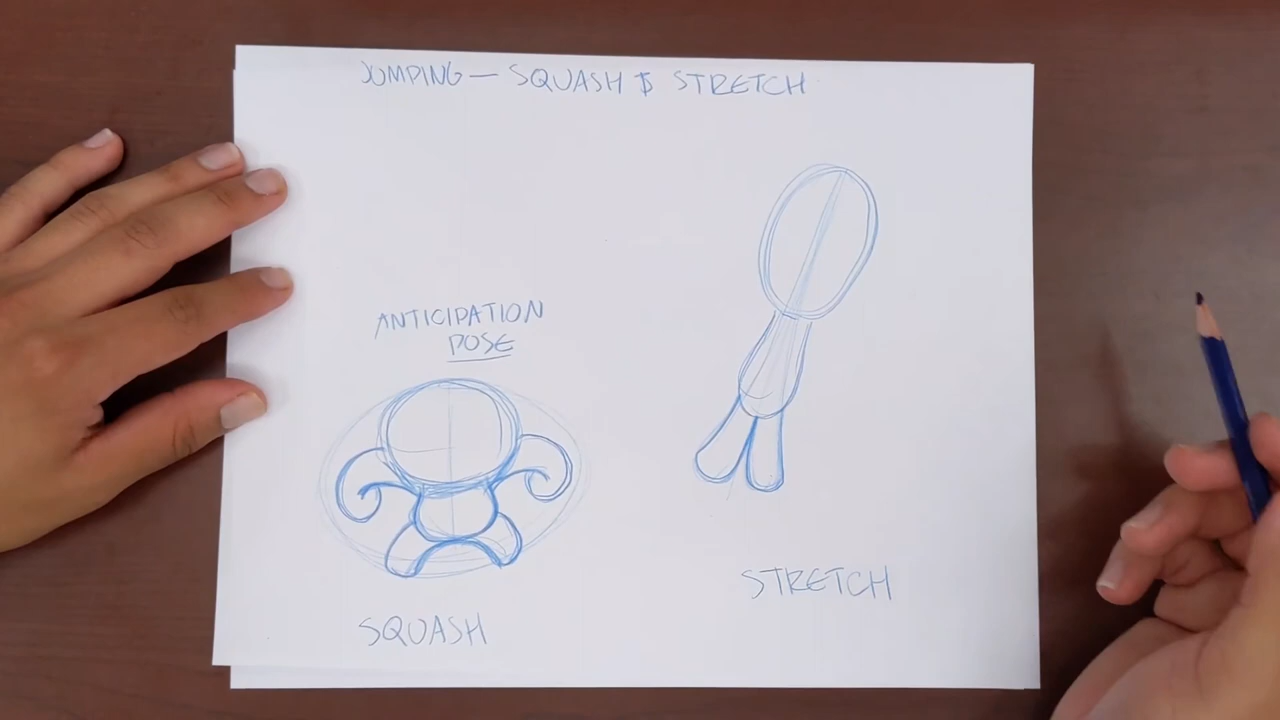 JUMPING — SQUASH & STRETCH
ANTICIPATION
POSE
SQUASH
STRETCH